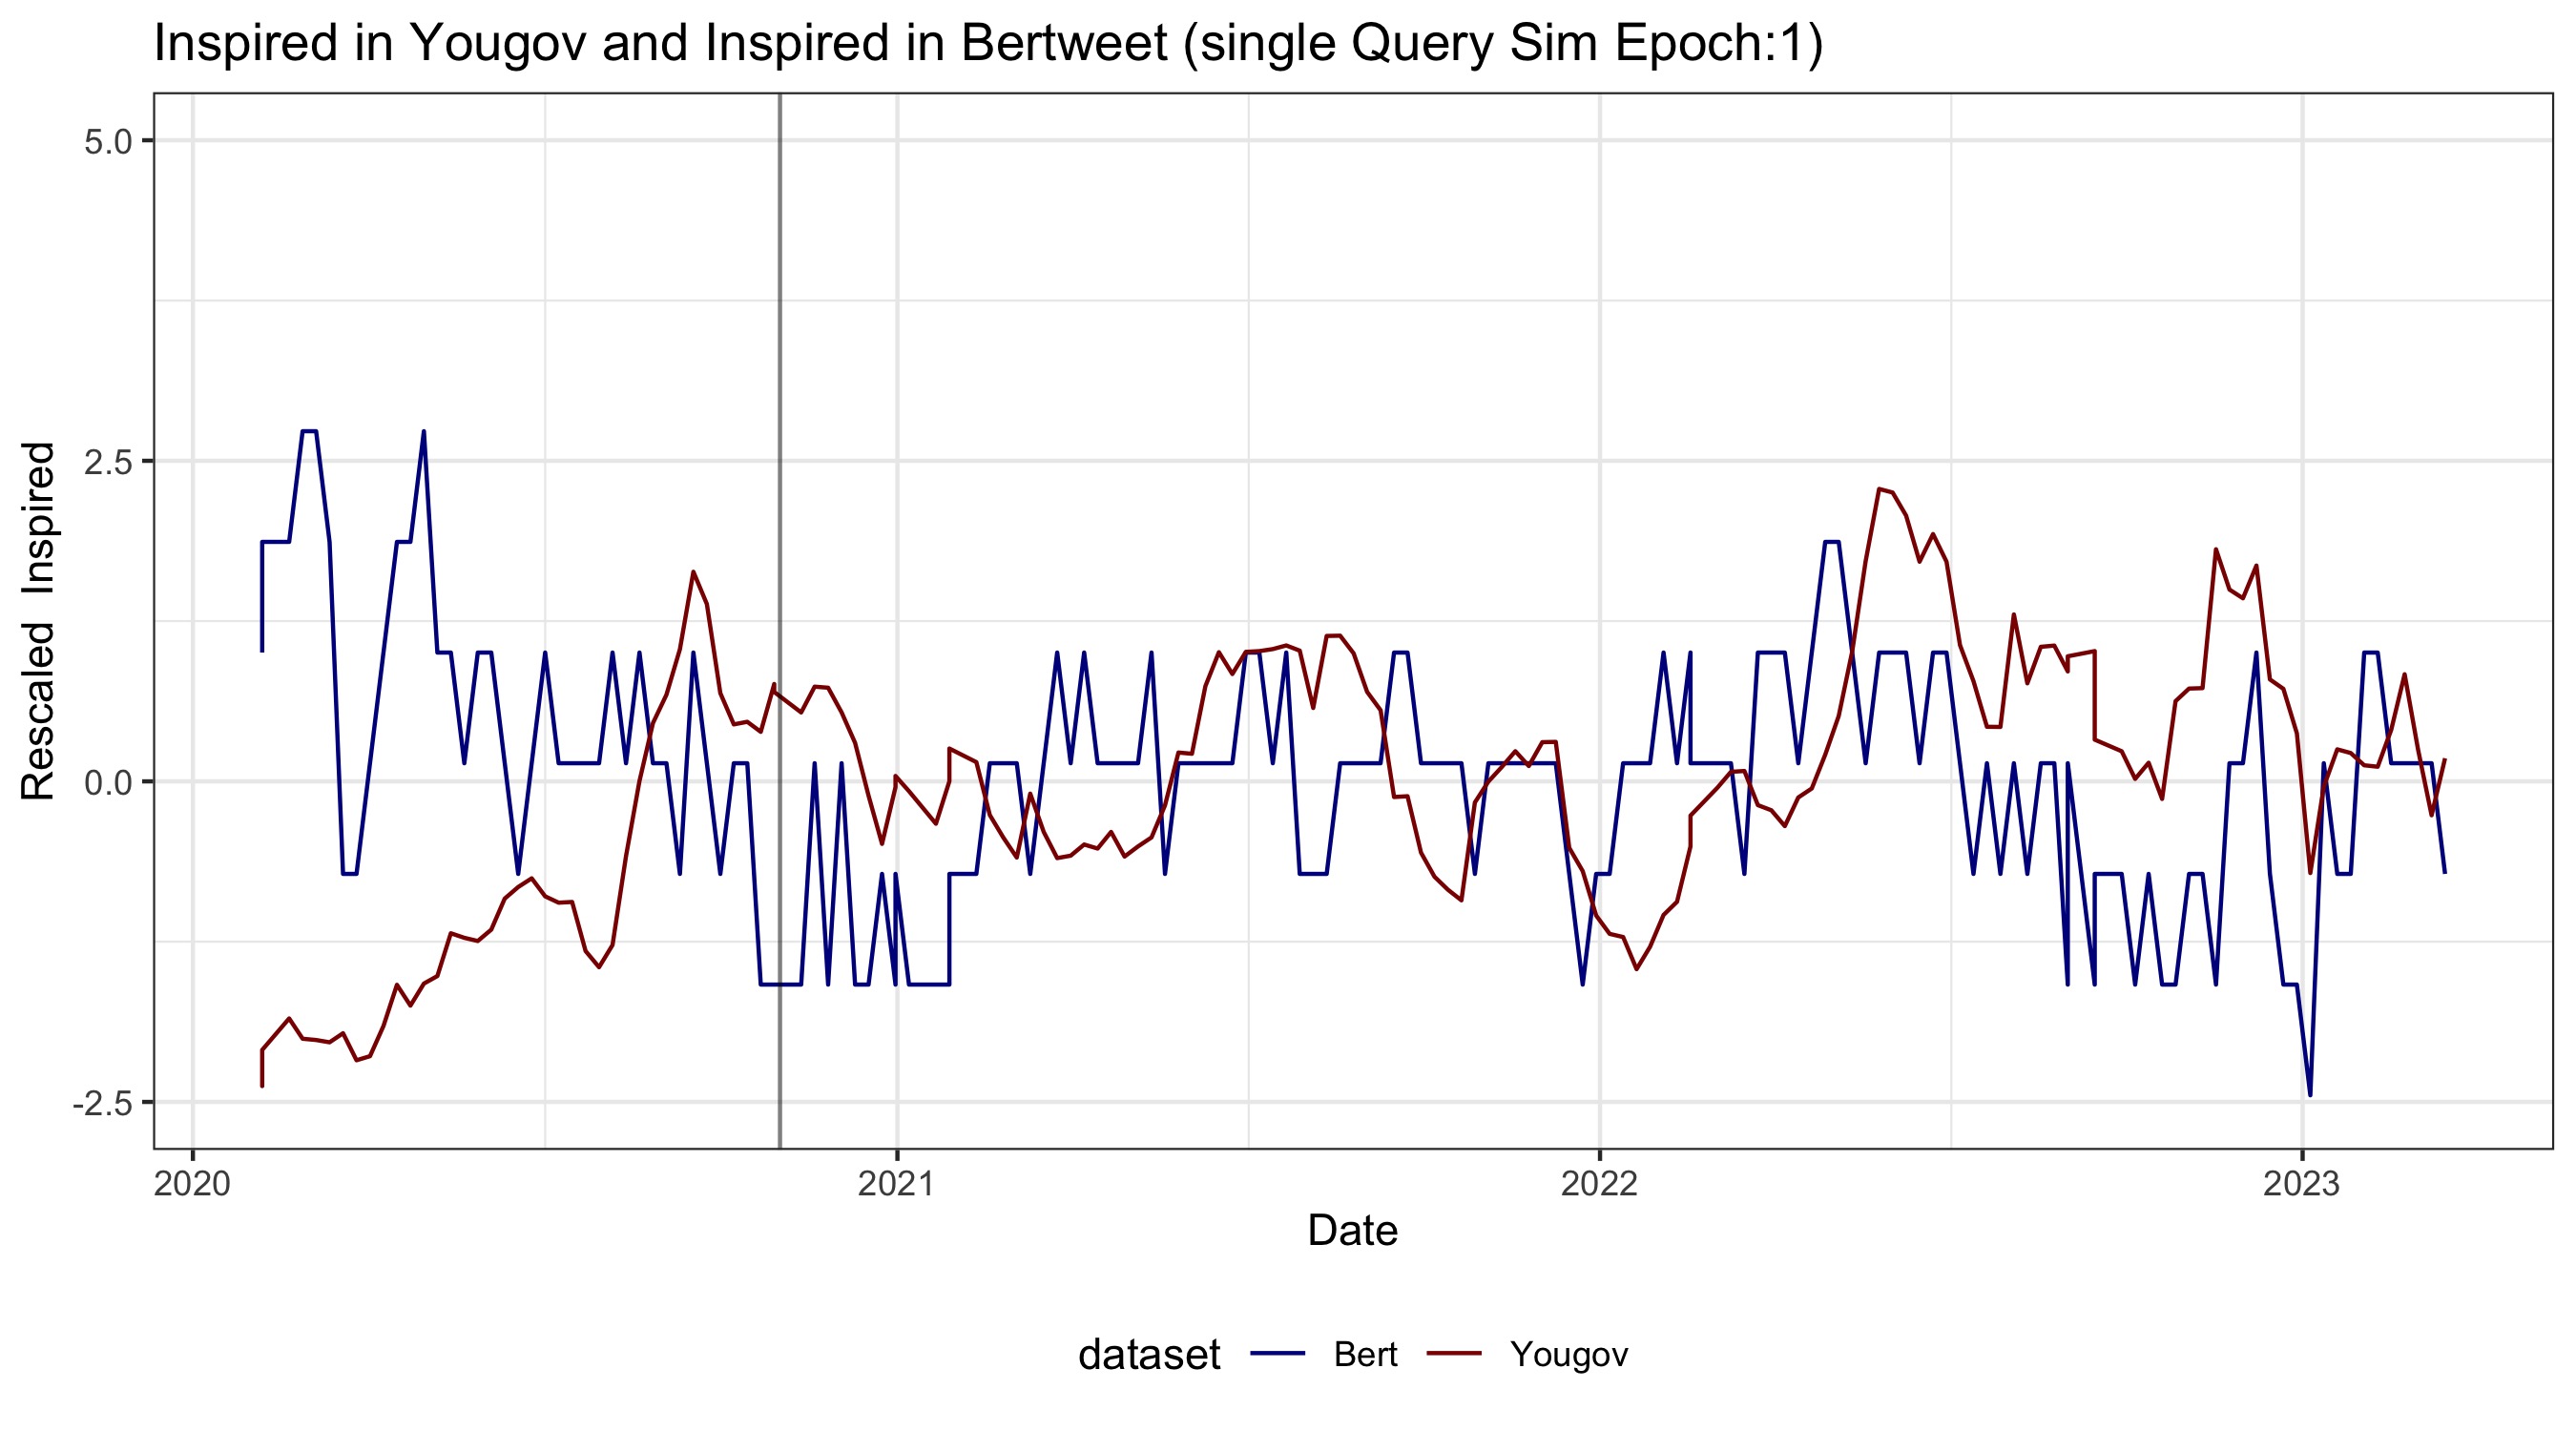 Inspired in Yougov and Inspired in Bertweet (single Query Sim Epoch:1)
Rescaled Inspired
5.0
2.5
0.0
-2.5
2020
2021
2022
2023
Date
dataset Bert Yougov